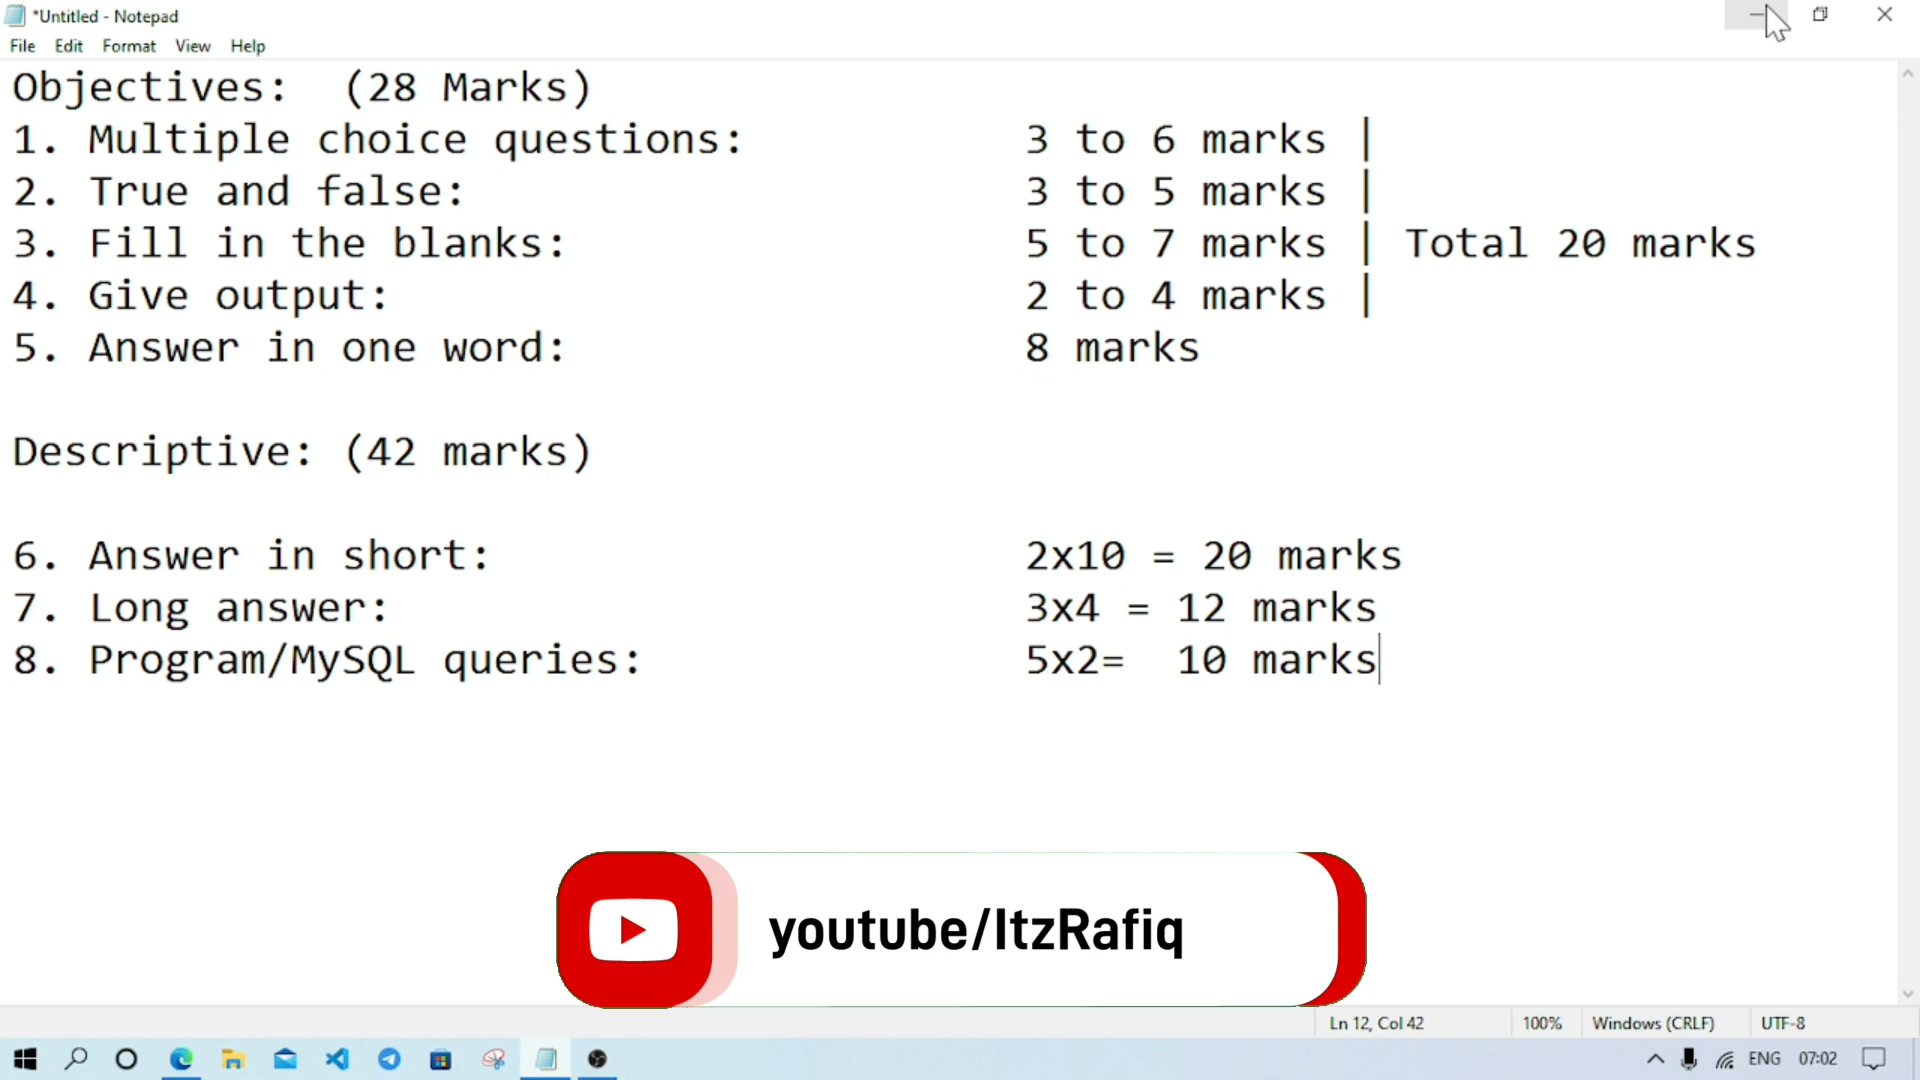 *Untitled - Notepad
File Edit Format View Help
Objectives: (28 Marks)
1. Multiple choice questions: 3 to 6 marks |
2. True and false: 3 to 5 marks |
3. Fill in the blanks: 5 to 7 marks | Total 20 marks
4. Give output: 2 to 4 marks |
5. Answer in one word: 8 marks
Descriptive: (42 marks)
6. Answer in short: 2x10 = 20 marks
7. Long answer: 3x4 = 12 marks
8. Program/MySQL queries: 5x2= 10 marks
youtube/ItzRafiq
Ln 12, Col 42 100% Windows (CRLF) UTF-8
ENG 07:02